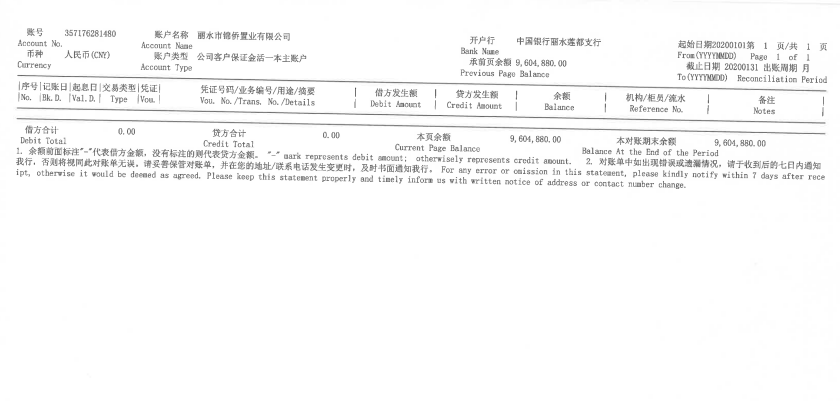 账号 357176281480 账户名称 丽水市锦侨置业有限公司 开户行 中国银行丽水莲都支行 起始日期20200101第 1 页/共 1 页
Account No. Account Name Bank Name From(YYYYMMDD) Page 1 of 1
币种 人民币(CNY) 账户类型 公司客户保证金活一本主账户 承前页余额 9,604,880.00 截止日期 20200131 出账周期 月
Currency Account Type Previous Page Balance To(YYYYMMDD) Reconciliation Period
|序号|记账日|起息日|交易类型|凭证| 凭证号码/业务编号/用途/摘要 | 借方发生额 | 贷方发生额 | 余额 | 机构/柜员/流水 | 备注
|No. |Bk.D. |Val.D.| Type |Vou.| Vou. No./Trans. No./Details | Debit Amount | Credit Amount | Balance | Reference No. | Notes
借方合计 0.00 贷方合计 0.00 本页余额 9,604,880.00 本对账期末余额 9,604,880.00
Debit Total Credit Total Current Page Balance Balance At the End of the Period
1. 余额前面标注"-"代表借方金额，没有标注的则代表贷方金额。 "-" mark represents debit amount; otherwisely represents credit amount. 2. 对账单中如出现错误或遗漏情况，请于收到后的七日内通知
我行，否则将视同此对账单无误。请妥善保管对账单，并在您的地址/联系电话发生变更时，及时书面通知我行。 For any error or omission in this statement, please kindly notify within 7 days after rece
ipt, otherwise it would be deemed as agreed. Please keep this statement properly and timely inform us with written notice of address or contact number change.